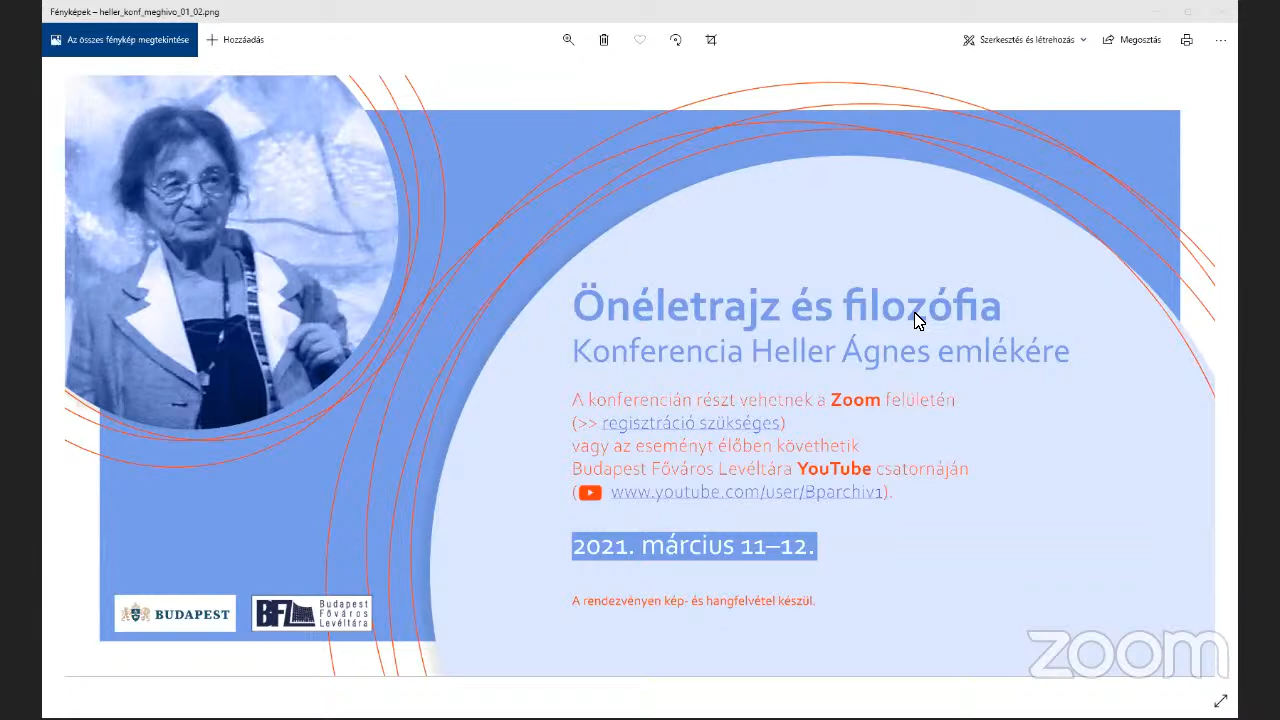 Fényképek – heller_konf_meghivo_01_02.png
Az összes fénykép megtekintése
Hozzáadás
Szerkesztés és létrehozás
Megosztás
Önéletrajz és filozófia
Konferencia Heller Ágnes emlékére
A konferencián részt vehetnek a Zoom felületén
(>> regisztráció szükséges)
vagy az eseményt élőben követhetik
Budapest Főváros Levéltára YouTube csatornáján
( www.youtube.com/user/Bparchiv1).
2021. március 11–12.
A rendezvényen kép- és hangfelvétel készül.
BUDAPEST
BFL
Budapest
Főváros
Levéltára
zoom